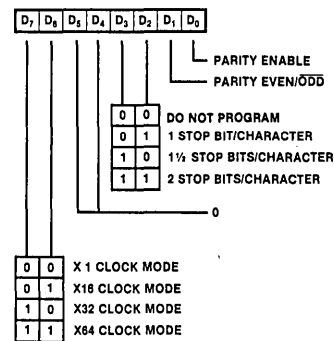 D7 D6 D5 D4 D3 D2 D1 D0
PARITY ENABLE
PARITY EVEN/ODD
0 0 DO NOT PROGRAM
0 1 1 STOP BIT/CHARACTER
1 0 1½ STOP BITS/CHARACTER
1 1 2 STOP BITS/CHARACTER
0
0 0 X 1 CLOCK MODE
0 1 X16 CLOCK MODE
1 0 X32 CLOCK MODE
1 1 X64 CLOCK MODE